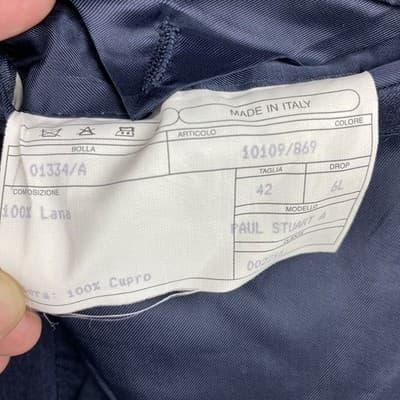 MADE IN ITALY
BOLLA
ARTICOLO
COLORE
01334/A
10109/869
COMPOSIZIONE
TAGLIA
DROP
100% Lana
42
6L
MODELLO
PAUL STUART A
100% Cupro